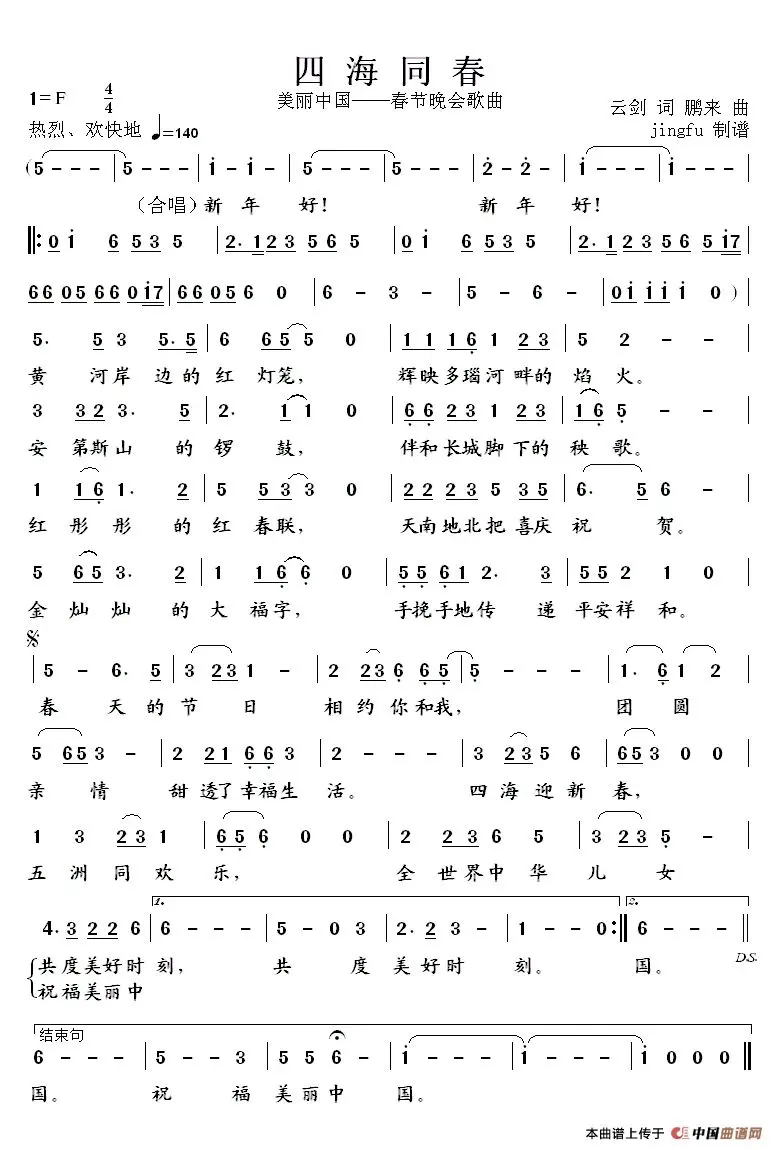 四海同春
1=F 4/4
美丽中国——春节晚会歌曲
云剑 词 鹏来 曲
热烈、欢快地 ♩=140
jingfu 制谱
(5 - - - | 5 - - - | i - i - | i - - - | 5 - - - | 5 - - - | 2 - 2 - | i - - - | i - - - |
(合唱)新 年 好! 新 年 好!
‖: 0 i 6 5 3 5 | 2. 1 2 3 5 6 5 | 0 i 6 5 3 5 | 2. 1 2 3 5 6 5 i 7 |
6 6 0 5 6 6 0 i 7 | 6 6 0 5 6 0 | 6 - 3 - | 5 - 6 - | 0 i i i i 0 )
5. 5 3 5. 5 | 6 6 5 5 0 | 1 1 1 6 1 2 3 | 5 2 - - |
黄 河岸 边的红 灯笼, 辉映多瑙河畔的 焰 火。
3 3 2 3. 5 | 2. 1 1 0 | 6 6 2 3 1 2 3 | 1 6 5 - - |
安 第斯山 的锣 鼓, 伴和长城脚下的 秧 歌。
1 1 6 1. 2 | 5 5 3 3 0 | 2 2 2 3 5 3 5 | 6. 5 6 - |
红 彤 彤 的红春联, 天南地北把喜庆 祝 贺。
5 6 5 3. 2 | 1 1 6 6 0 | 5 5 6 1 2. 3 | 5 5 2 1 0 |
金 灿 灿 的大福字, 手挽手地传 递 平安祥 和。
𝄋
| 5 - 6. 5 | 3 2 3 1 - | 2 2 3 6 6 5 | 5 - - - | 1. 6 1 2 |
春 天的节 日 相约你和我, 团 圆
5 6 5 3 - | 2 2 1 6 6 3 | 2 - - - | 3 2 3 5 6 | 6 5 3 0 0 |
亲 情 甜透了幸福生 活。 四海迎新春,
1 3 2 3 1 | 6 5 6 0 0 | 2 2 3 6 5 | 3 2 3 5 - |
五 洲 同 欢 乐, 全 世界中 华 儿 女
1. 2.
4. 3 2 2 6 | 6 - - - | 5 - 0 3 | 2. 2 3 - | 1 - - 0 :‖ 6 - - - ‖
D.S.
共度美好时 刻, 共 度 美 好时 刻。 国。
祝福美丽中
结束句
6 - - - | 5 - - 3 | 5 5 6 - | i - - - | i - - - | i 0 0 0 ‖
国。 祝 福 美丽中 国。
本曲谱上传于 中国曲谱网